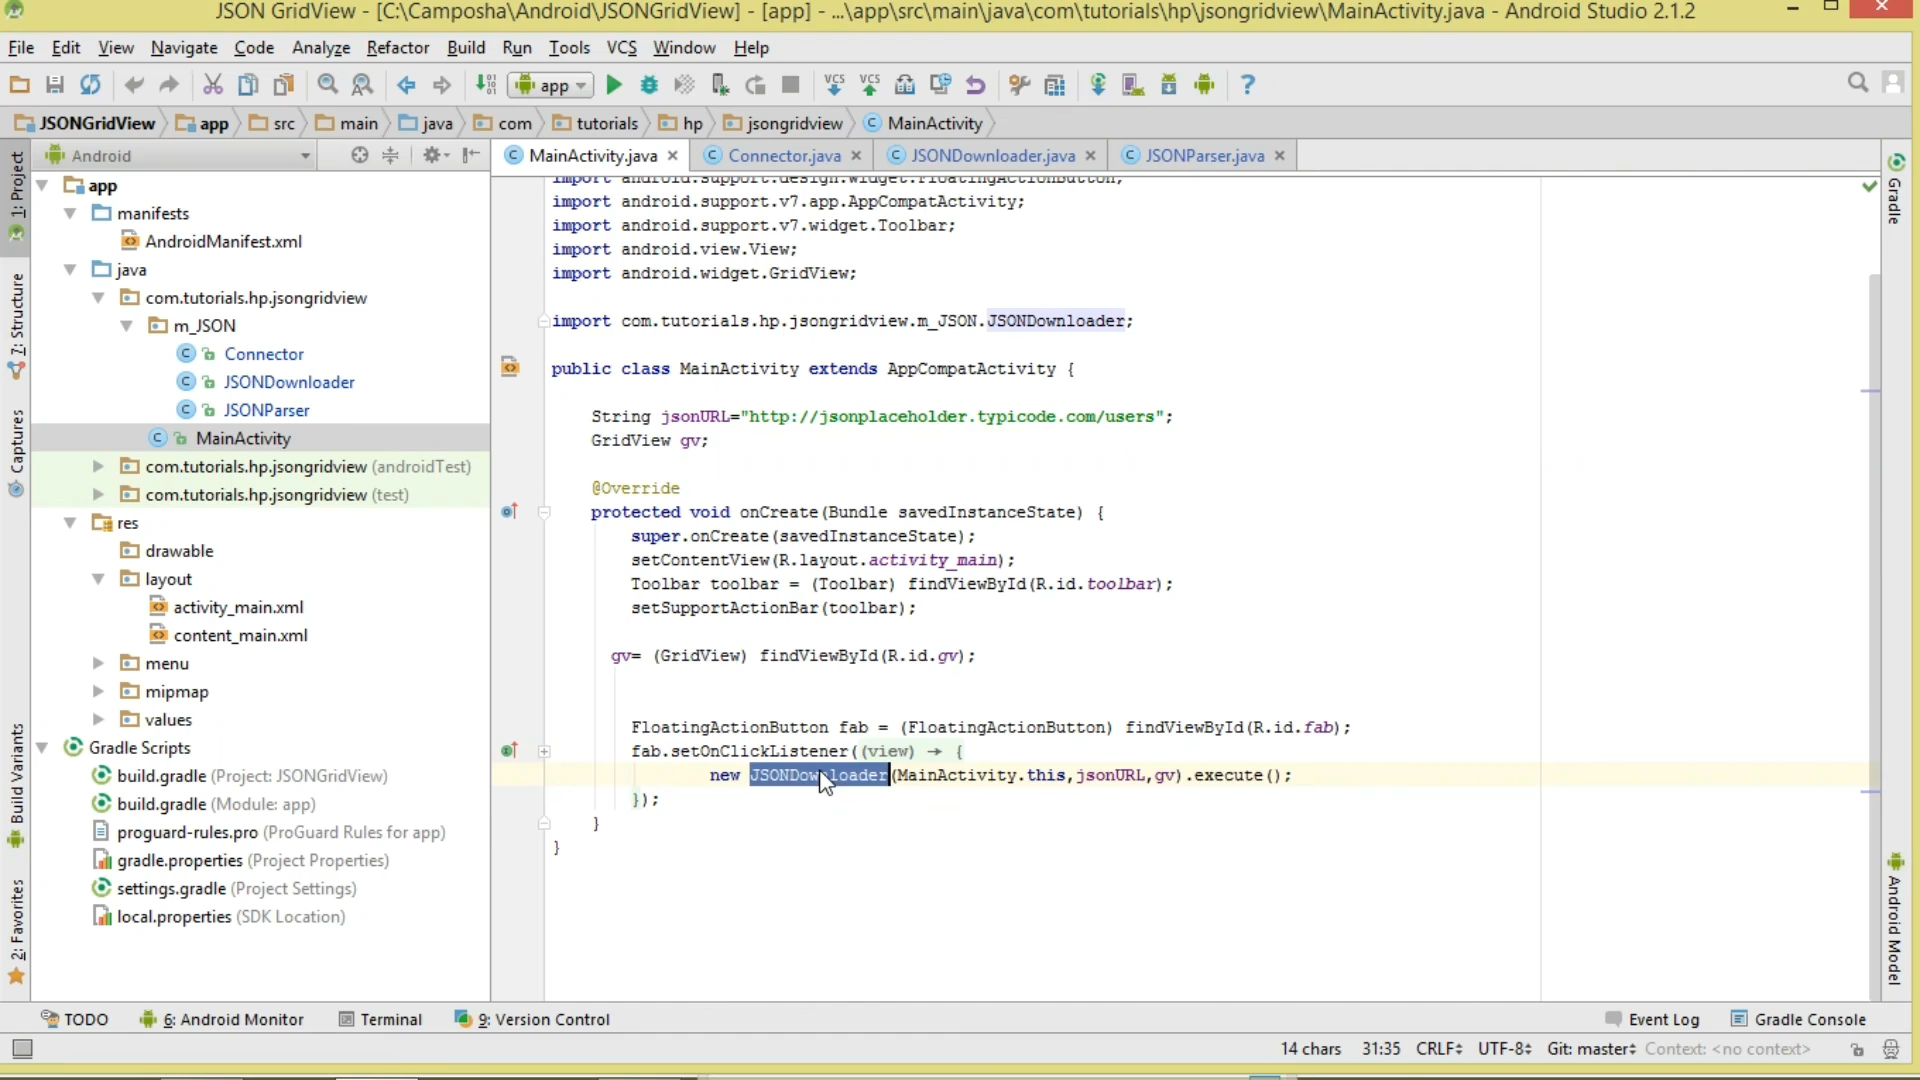 JSON GridView - [C:\Camposha\Android\JSONGridView] - [app] - ...\app\src\main\java\com\tutorials\hp\jsongridview\MainActivity.java - Android Studio 2.1.2
File Edit View Navigate Code Analyze Refactor Build Run Tools VCS Window Help
app VCS VCS ?
JSONGridView app src main java com tutorials hp jsongridview MainActivity
Android
MainActivity.java Connector.java JSONDownloader.java JSONParser.java
1: Project
7: Structure
Captures
Build Variants
2: Favorites
app
manifests
AndroidManifest.xml
java
com.tutorials.hp.jsongridview
m_JSON
Connector
JSONDownloader
JSONParser
MainActivity
com.tutorials.hp.jsongridview (androidTest)
com.tutorials.hp.jsongridview (test)
res
drawable
layout
activity_main.xml
content_main.xml
menu
mipmap
values
Gradle Scripts
build.gradle (Project: JSONGridView)
build.gradle (Module: app)
proguard-rules.pro (ProGuard Rules for app)
gradle.properties (Project Properties)
settings.gradle (Project Settings)
local.properties (SDK Location)
import android.support.design.widget.FloatingActionButton;
import android.support.v7.app.AppCompatActivity;
import android.support.v7.widget.Toolbar;
import android.view.View;
import android.widget.GridView;
import com.tutorials.hp.jsongridview.m_JSON.JSONDownloader;
public class MainActivity extends AppCompatActivity {
String jsonURL="http://jsonplaceholder.typicode.com/users";
GridView gv;
@Override
protected void onCreate(Bundle savedInstanceState) {
super.onCreate(savedInstanceState);
setContentView(R.layout.activity_main);
Toolbar toolbar = (Toolbar) findViewById(R.id.toolbar);
setSupportActionBar(toolbar);
gv= (GridView) findViewById(R.id.gv);
FloatingActionButton fab = (FloatingActionButton) findViewById(R.id.fab);
fab.setOnClickListener((view) → {
new JSONDownloader(MainActivity.this,jsonURL,gv).execute();
});
}
}
Gradle
Android Model
TODO 6: Android Monitor Terminal 9: Version Control Event Log Gradle Console
14 chars 31:35 CRLF UTF-8 Git: master Context: <no context>